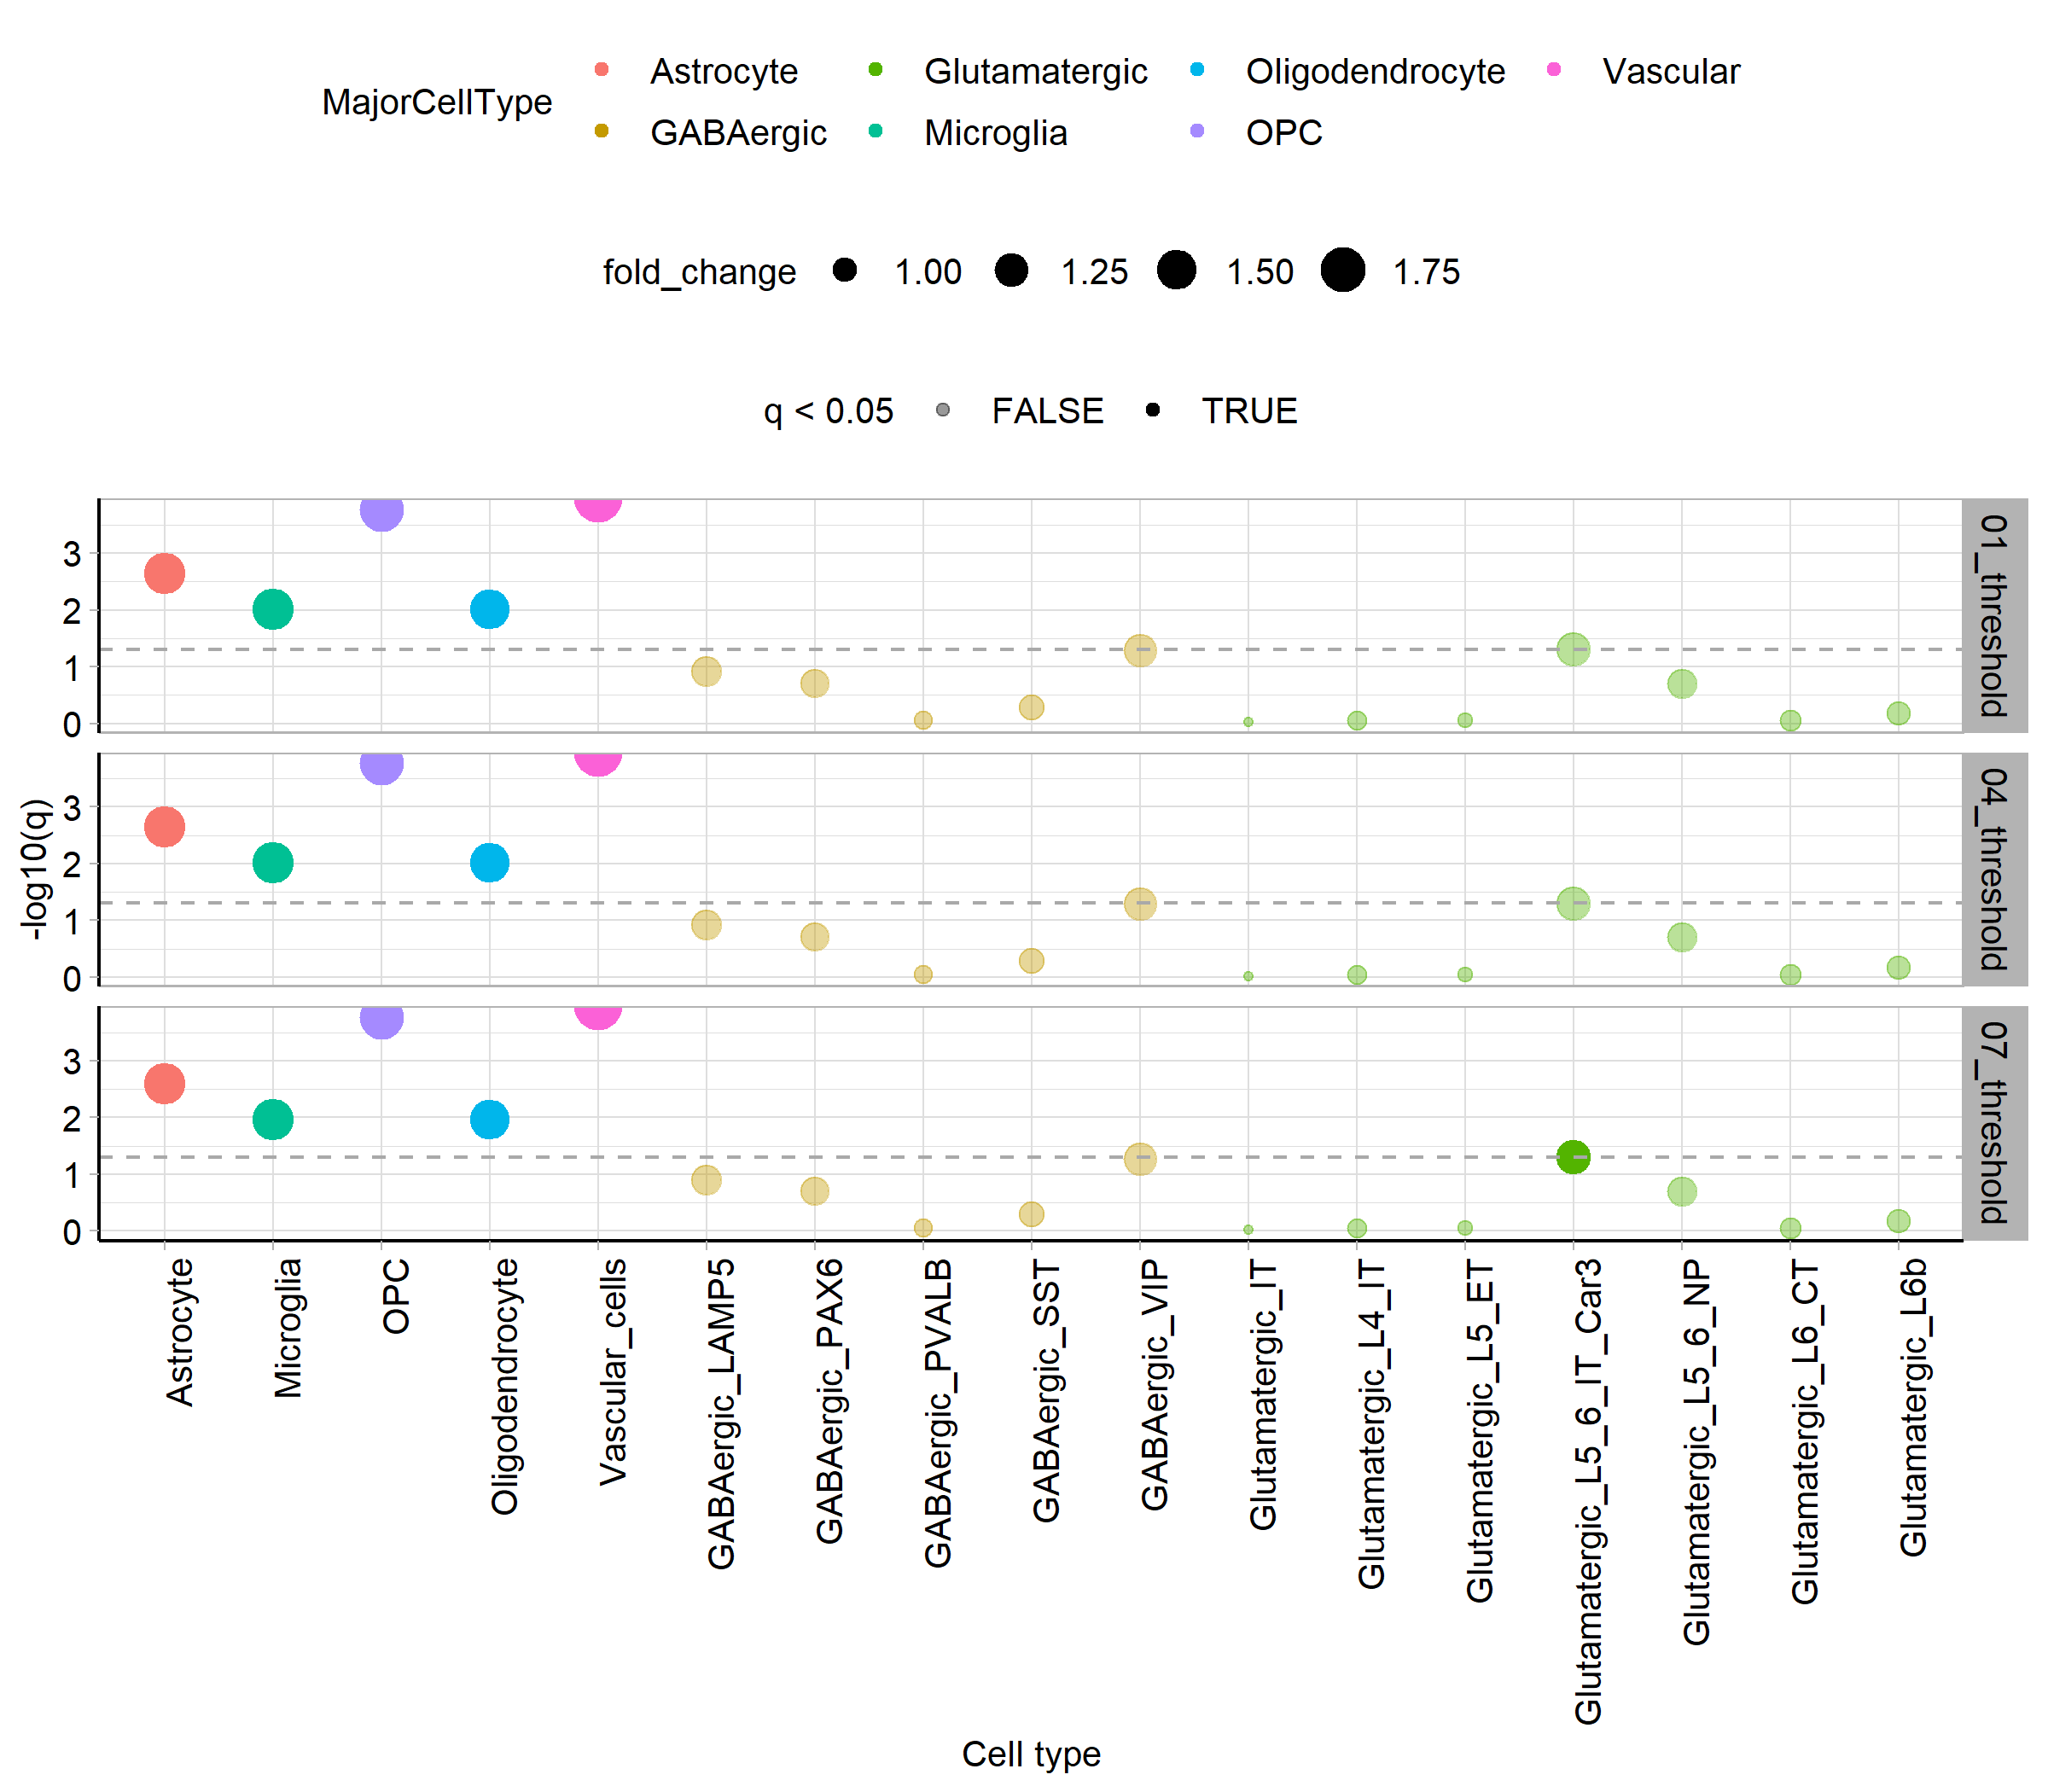 MajorCellType
Astrocyte Glutamatergic Oligodendrocyte Vascular
GABAergic Microglia OPC
fold_change 1.00 1.25 1.50 1.75
q < 0.05 FALSE TRUE
-log10(q)
3
2
1
0
01_threshold
3
2
1
0
04_threshold
3
2
1
0
07_threshold
Astrocyte
Microglia
OPC
Oligodendrocyte
Vascular_cells
GABAergic_LAMP5
GABAergic_PAX6
GABAergic_PVALB
GABAergic_SST
GABAergic_VIP
Glutamatergic_IT
Glutamatergic_L4_IT
Glutamatergic_L5_ET
Glutamatergic_L5_6_IT_Car3
Glutamatergic_L5_6_NP
Glutamatergic_L6_CT
Glutamatergic_L6b
Cell type